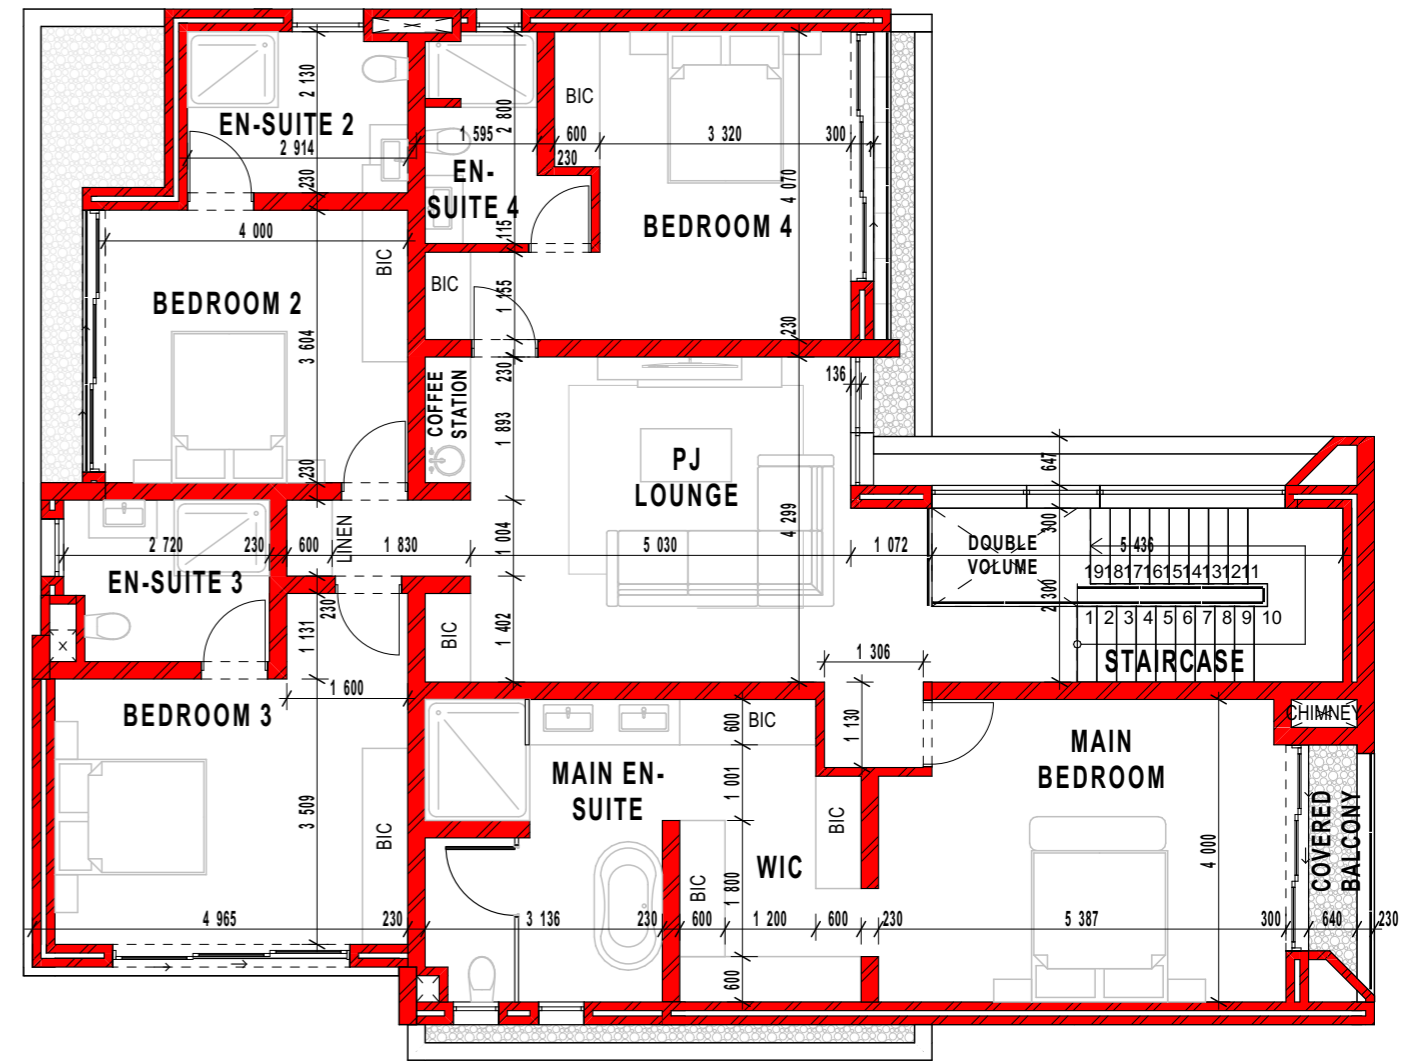 2 130
EN-SUITE 2
2 914
230
2 800
1 595
EN-
SUITE 4
115
BIC
600
230
3 320
300
4 070
BEDROOM 4
4 000
BIC
BEDROOM 2
3 604
230
BIC
1 155
230
230
COFFEE
STATION
1 893
136
PJ
LOUNGE
4 299
647
300
2 720
230
600
LINEN
1 830
1 004
5 030
1 072
DOUBLE
VOLUME
5 436
2 300
19 18 17 16 15 14 13 12 11
1 2 3 4 5 6 7 8 9 10
STAIRCASE
EN-SUITE 3
X
230
1 131
BIC
1 402
1 306
1 130
1 600
BEDROOM 3
3 509
BIC
4 965
230
MAIN EN-
SUITE
600
BIC
1 001
WIC
BIC
BIC
1 800
3 136
230
600
1 200
600
230
600
MAIN
BEDROOM
4 000
5 387
300
640
230
CHIMNEY
COVERED
BALCONY